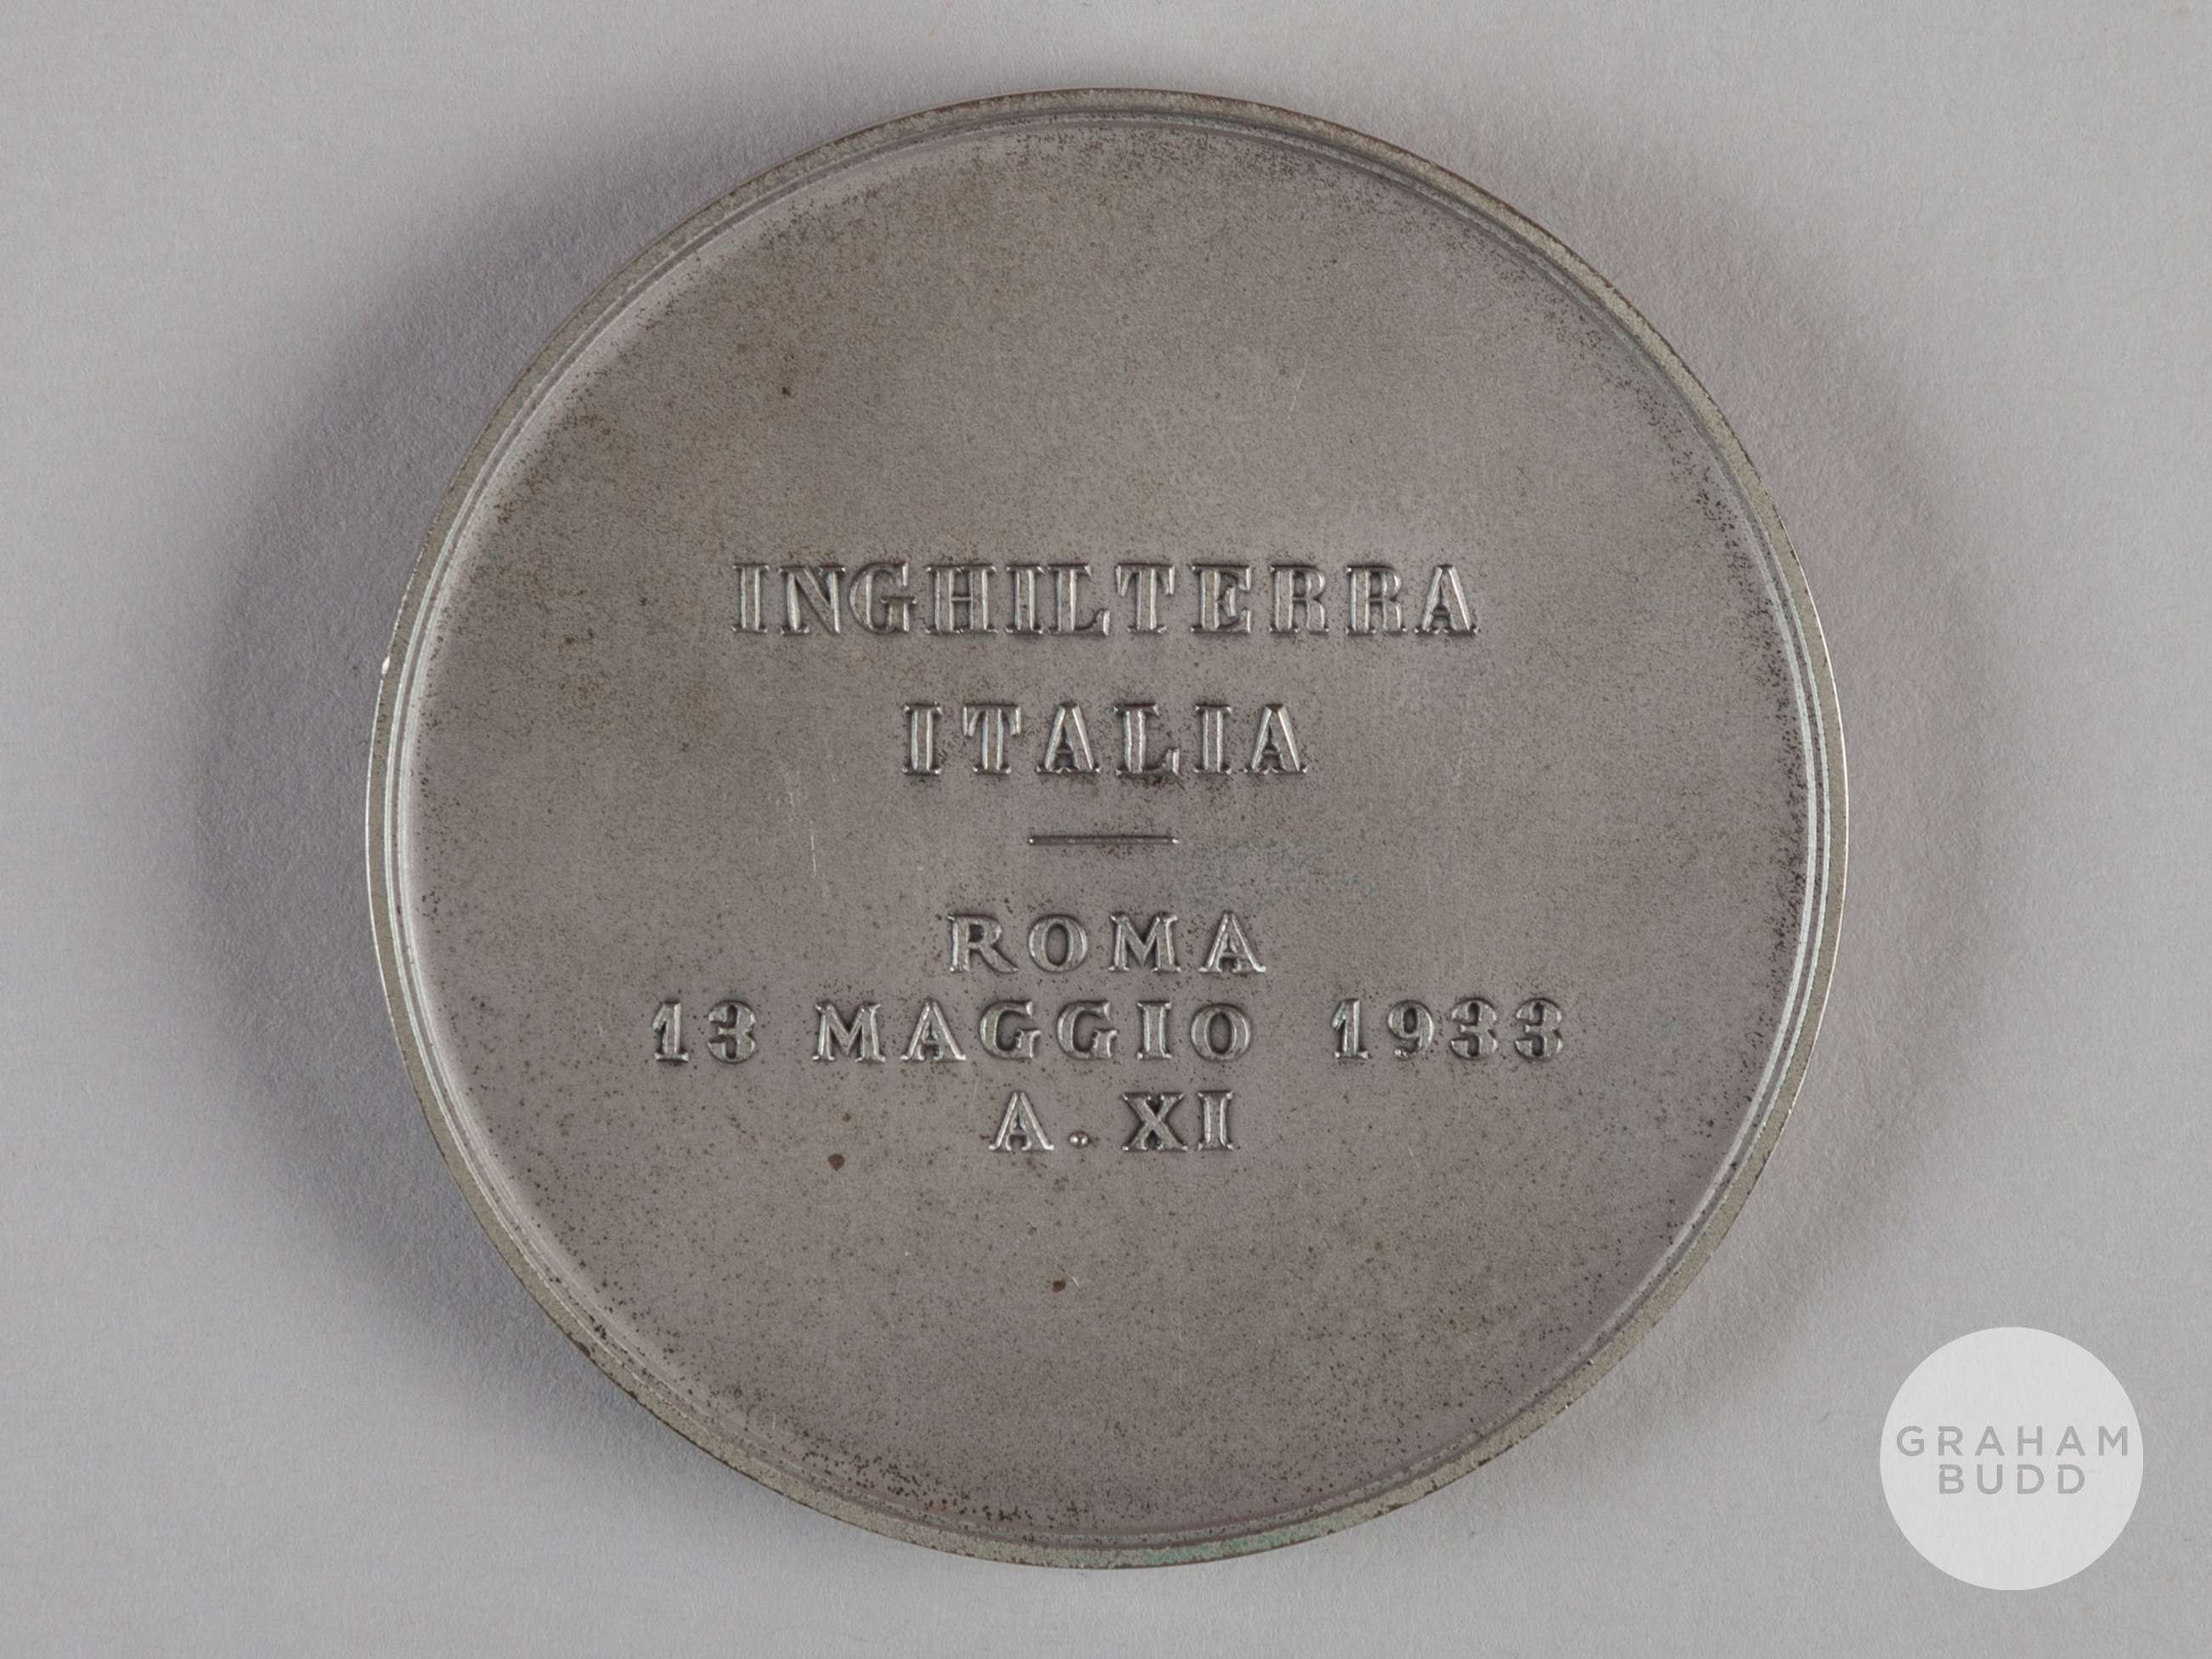 INGHILTERRA
ITALIA
ROMA
13 MAGGIO 1933
A. XI
GRAHAM
BUDD